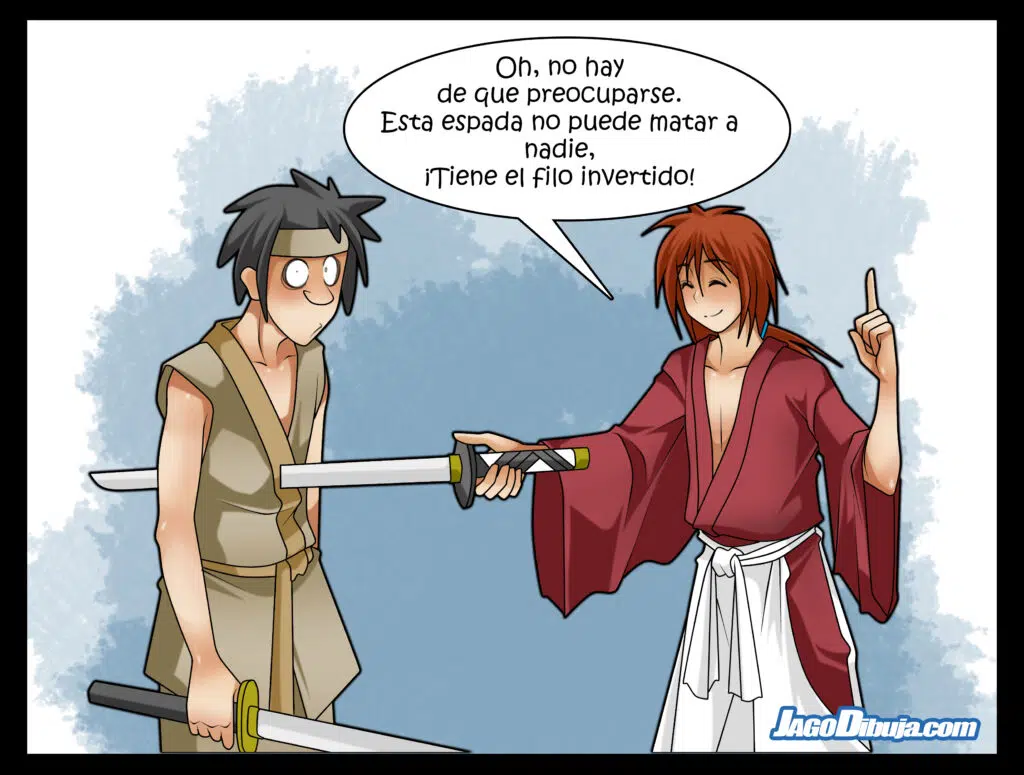 Oh, no hay
de que preocuparse.
Esta espada no puede matar a
nadie,
¡Tiene el filo invertido!
JAGODibuja.com